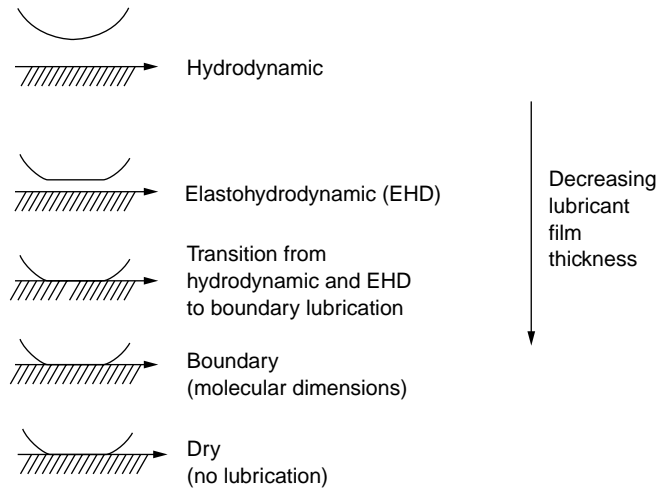 Hydrodynamic
Elastohydrodynamic (EHD)
Transition from
hydrodynamic and EHD
to boundary lubrication
Boundary
(molecular dimensions)
Dry
(no lubrication)
Decreasing
lubricant
film
thickness